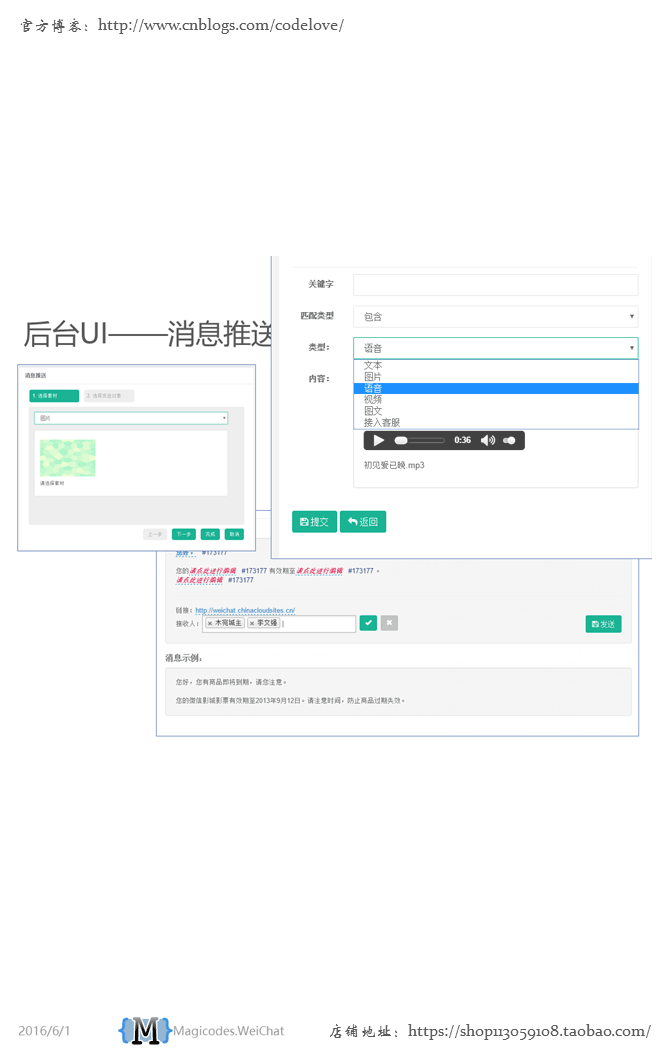 官方博客：http://www.cnblogs.com/codelove/
后台UI——消息推送
关键字
匹配类型
包含
类型：
语音
文本
图片
语音
视频
图文
接入客服
内容：
0:36
初见爱已晚.mp3
提交
返回
消息推送
1. 选择素材
2. 选择发送对象
图片
请选择素材
上一步
下一步
完成
取消
您好， #173177
您的请点此进行编辑 #173177 有效期至请点此进行编辑 #173177 。
请点此进行编辑 #173177
链接：http://weichat.chinacloudsites.cn/
接收人：
× 木宛城主
× 李文强
发送
消息示例：
您好，您有商品即将到期，请您注意。
您的微信影城影票有效期至2013年9月12日。请注意时间，防止商品过期失效。
2016/6/1
M
Magicodes.WeiChat
店铺地址：https://shop113059108.taobao.com/